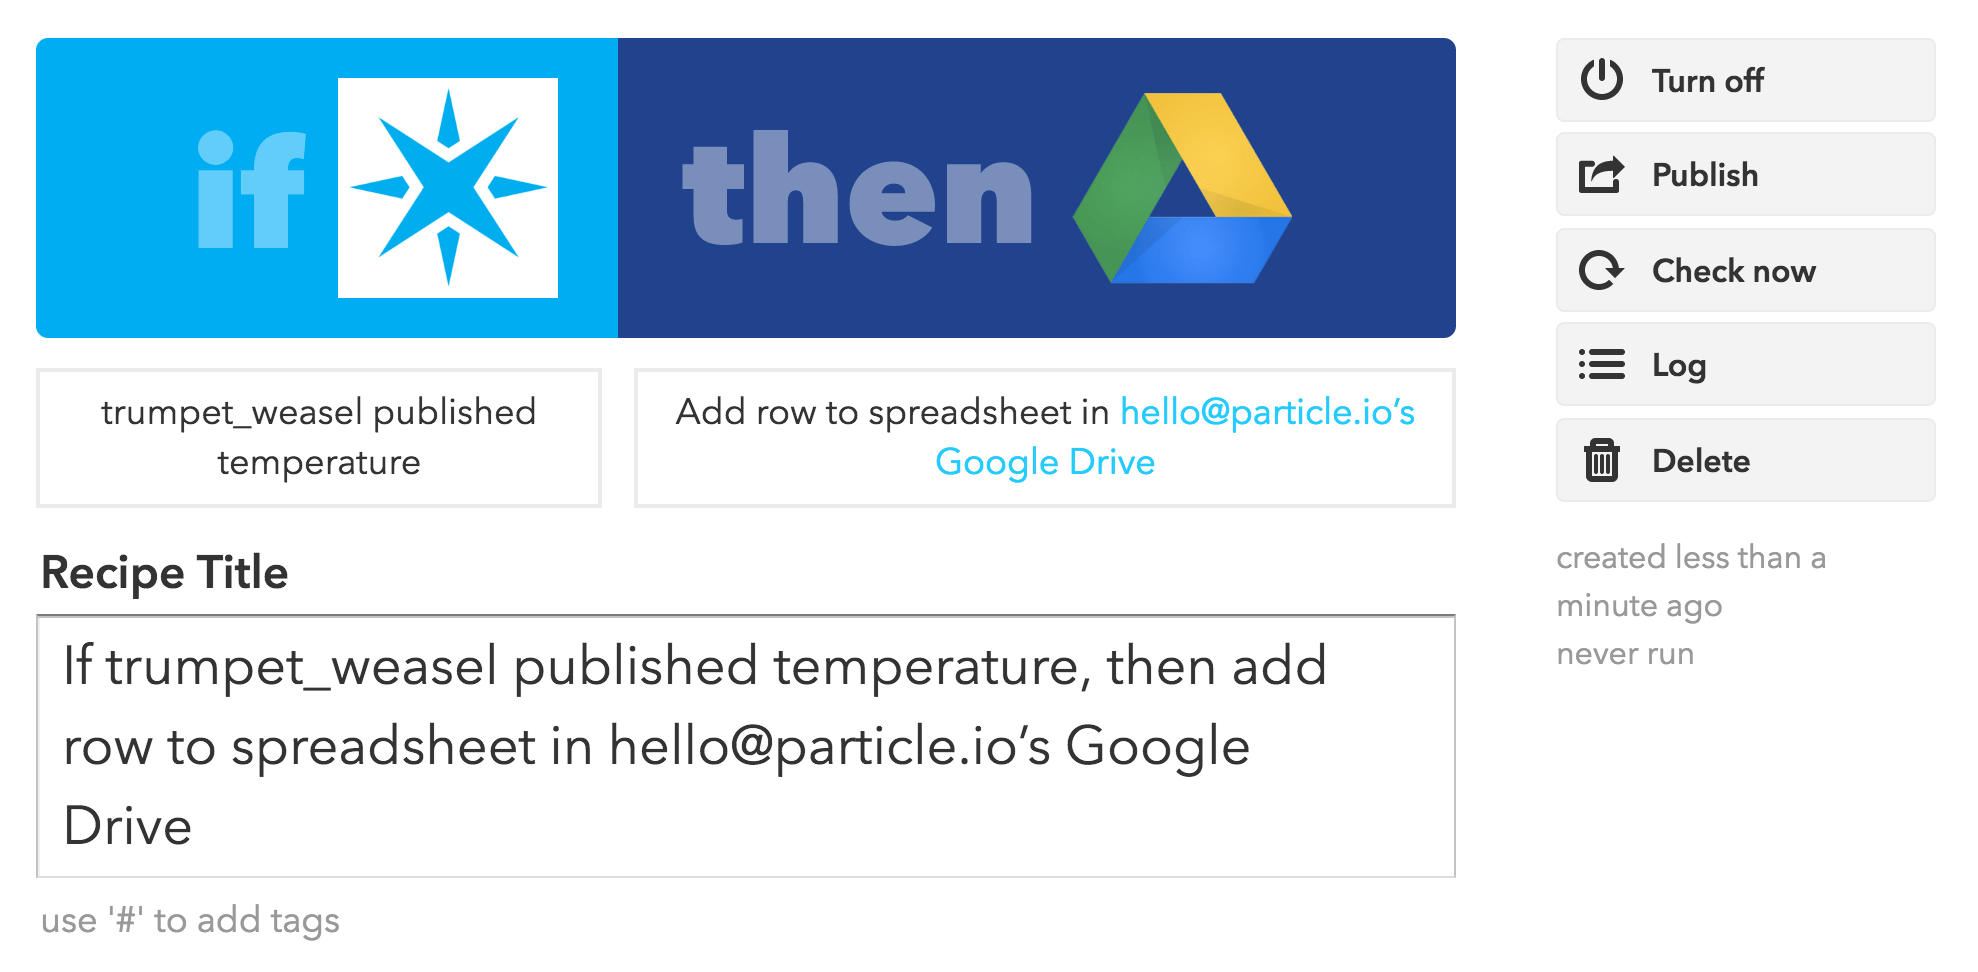 if then
trumpet_weasel published
temperature
Add row to spreadsheet in hello@particle.io’s
Google Drive
Recipe Title
If trumpet_weasel published temperature, then add
row to spreadsheet in hello@particle.io’s Google
Drive
use '#' to add tags
Turn off
Publish
Check now
Log
Delete
created less than a
minute ago
never run